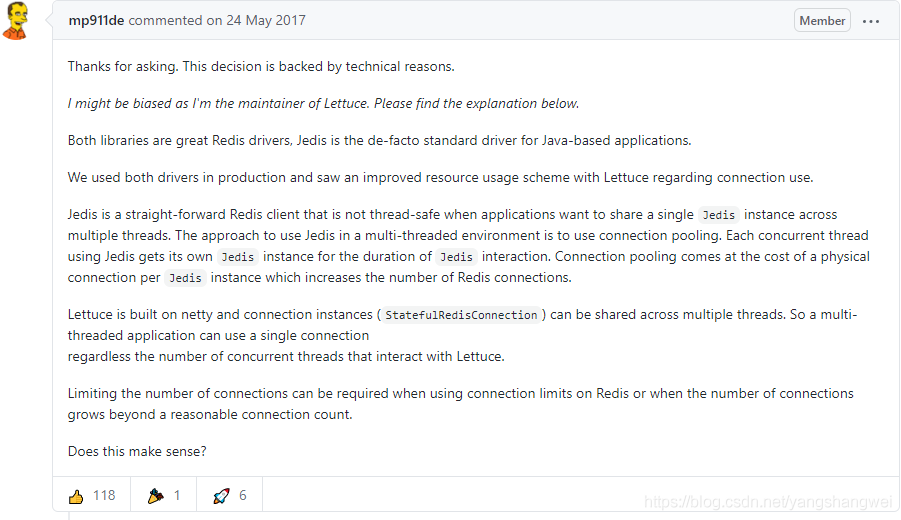 mp911de commented on 24 May 2017
Member
Thanks for asking. This decision is backed by technical reasons.
I might be biased as I'm the maintainer of Lettuce. Please find the explanation below.
Both libraries are great Redis drivers, Jedis is the de-facto standard driver for Java-based applications.
We used both drivers in production and saw an improved resource usage scheme with Lettuce regarding connection use.
Jedis is a straight-forward Redis client that is not thread-safe when applications want to share a single Jedis instance across
multiple threads. The approach to use Jedis in a multi-threaded environment is to use connection pooling. Each concurrent thread
using Jedis gets its own Jedis instance for the duration of Jedis interaction. Connection pooling comes at the cost of a physical
connection per Jedis instance which increases the number of Redis connections.
Lettuce is built on netty and connection instances ( StatefulRedisConnection ) can be shared across multiple threads. So a multi-
threaded application can use a single connection
regardless the number of concurrent threads that interact with Lettuce.
Limiting the number of connections can be required when using connection limits on Redis or when the number of connections
grows beyond a reasonable connection count.
Does this make sense?
118 1 6
https://blog.csdn.net/yangshangwei